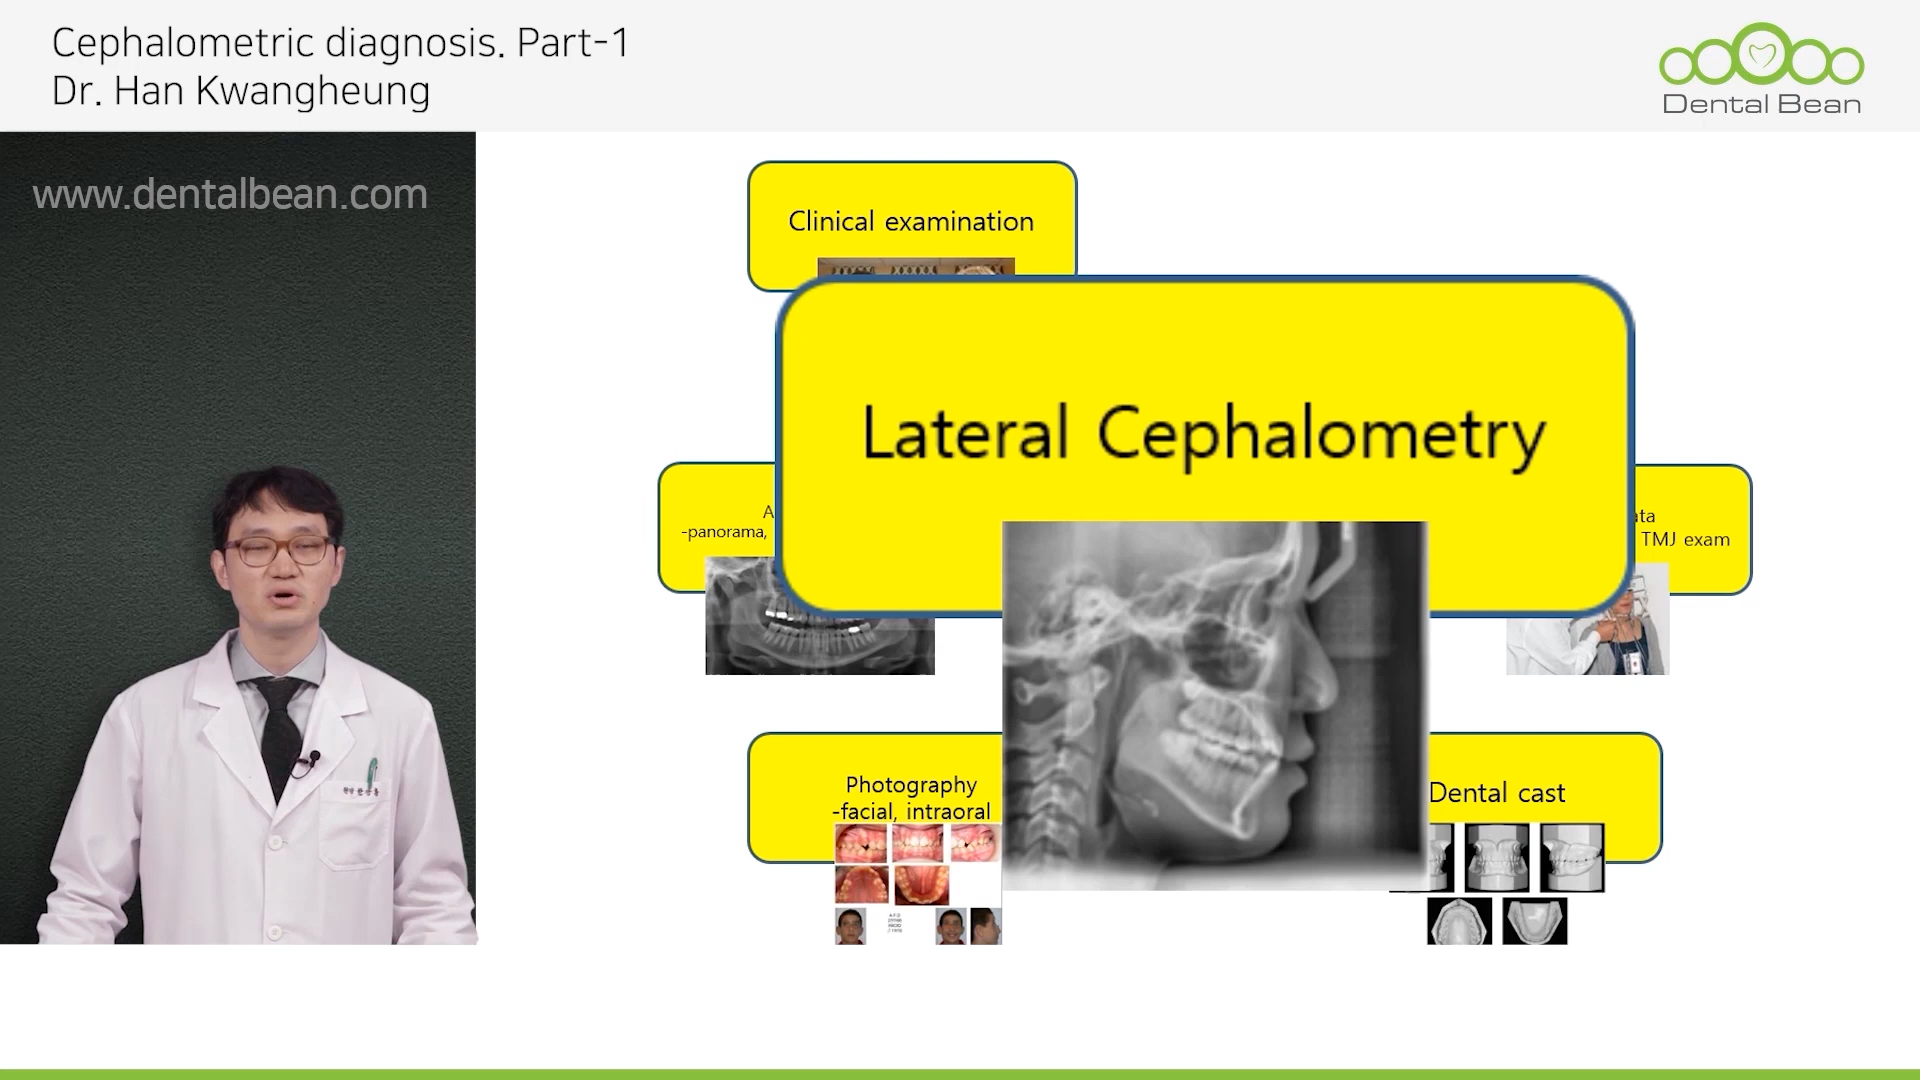 Cephalometric diagnosis. Part-1
Dr. Han Kwangheung
Dental Bean
www.dentalbean.com
Clinical examination
Lateral Cephalometry
-panorama,
TMJ exam
Photography
-facial, intraoral
Dental cast